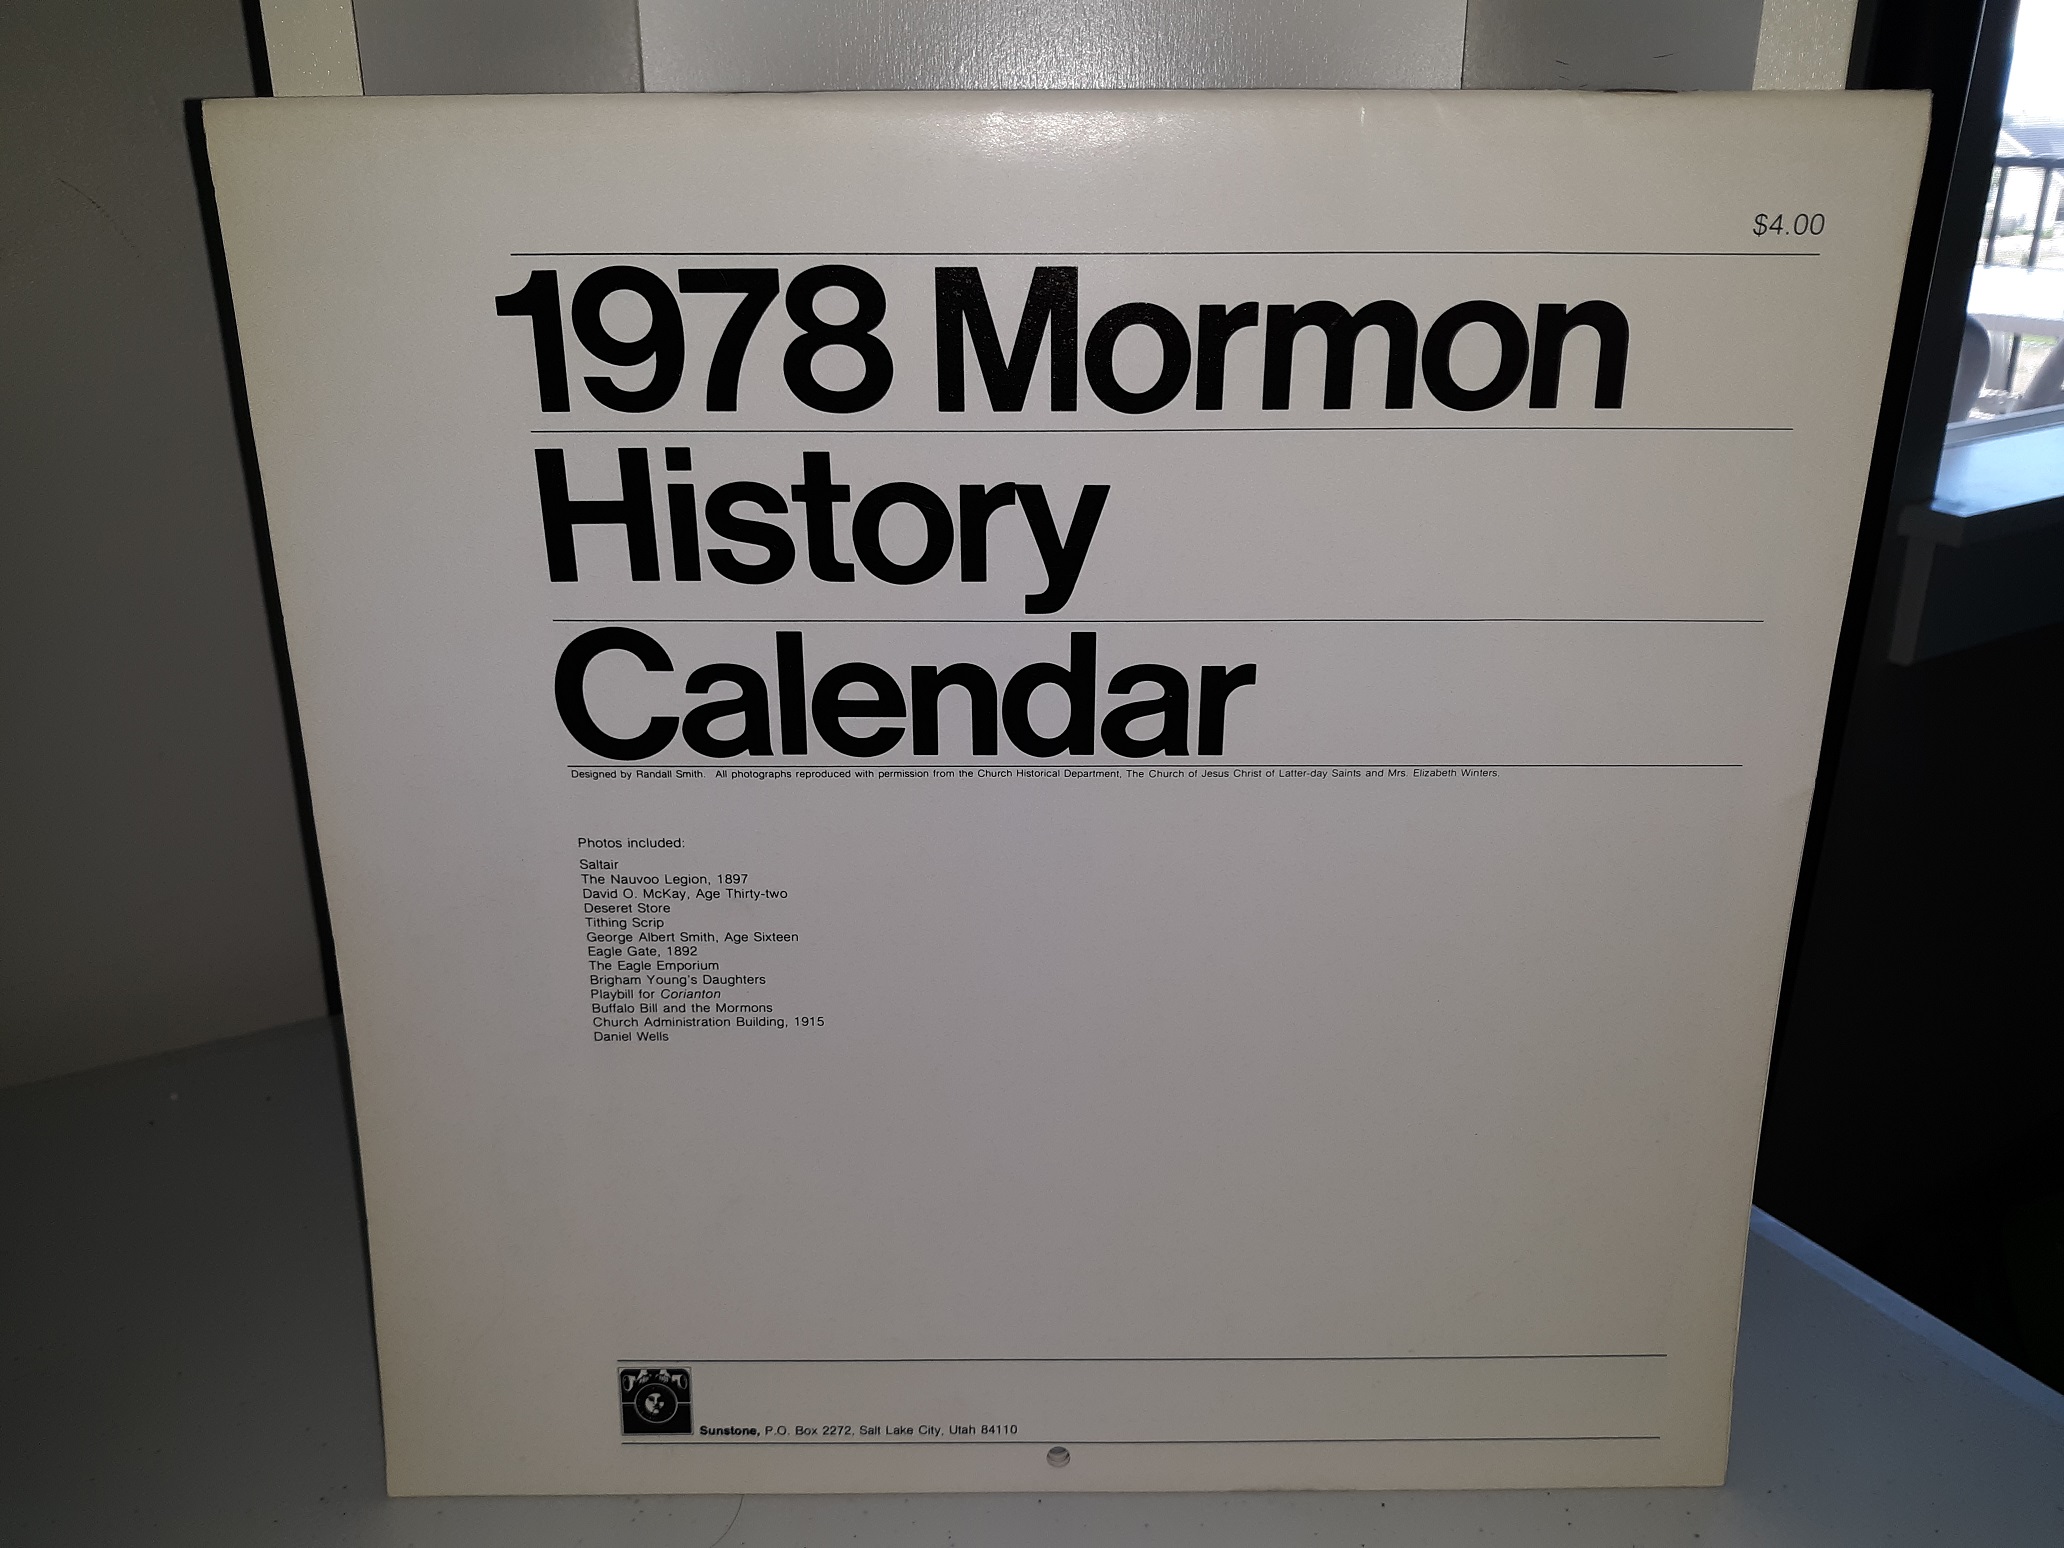 $4.00
1978 Mormon
History
Calendar
Designed by Randall Smith. All photographs reproduced with permission from the Church Historical Department, The Church of Jesus Christ of Latter-day Saints and Mrs. Elizabeth Winters.
Photos included:
Saltair
The Nauvoo Legion, 1897
David O. McKay, Age Thirty-two
Deseret Store
Tithing Scrip
George Albert Smith, Age Sixteen
Eagle Gate, 1892
The Eagle Emporium
Brigham Young's Daughters
Playbill for Corianton
Buffalo Bill and the Mormons
Church Administration Building, 1915
Daniel Wells
Sunstone, P.O. Box 2272, Salt Lake City, Utah 84110